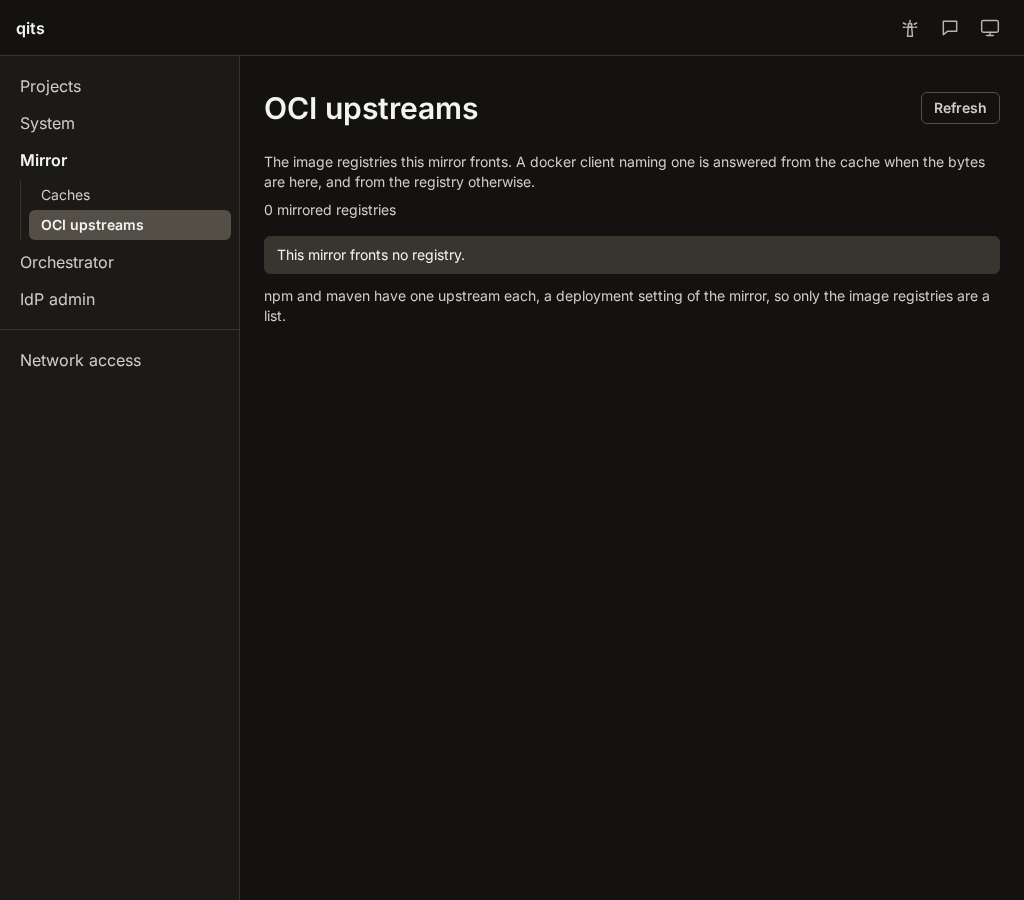 qits
Projects
System
Mirror
Caches
OCI upstreams
Orchestrator
IdP admin
Network access
OCI upstreams
Refresh
The image registries this mirror fronts. A docker client naming one is answered from the cache when the bytes
are here, and from the registry otherwise.
0 mirrored registries
This mirror fronts no registry.
npm and maven have one upstream each, a deployment setting of the mirror, so only the image registries are a
list.